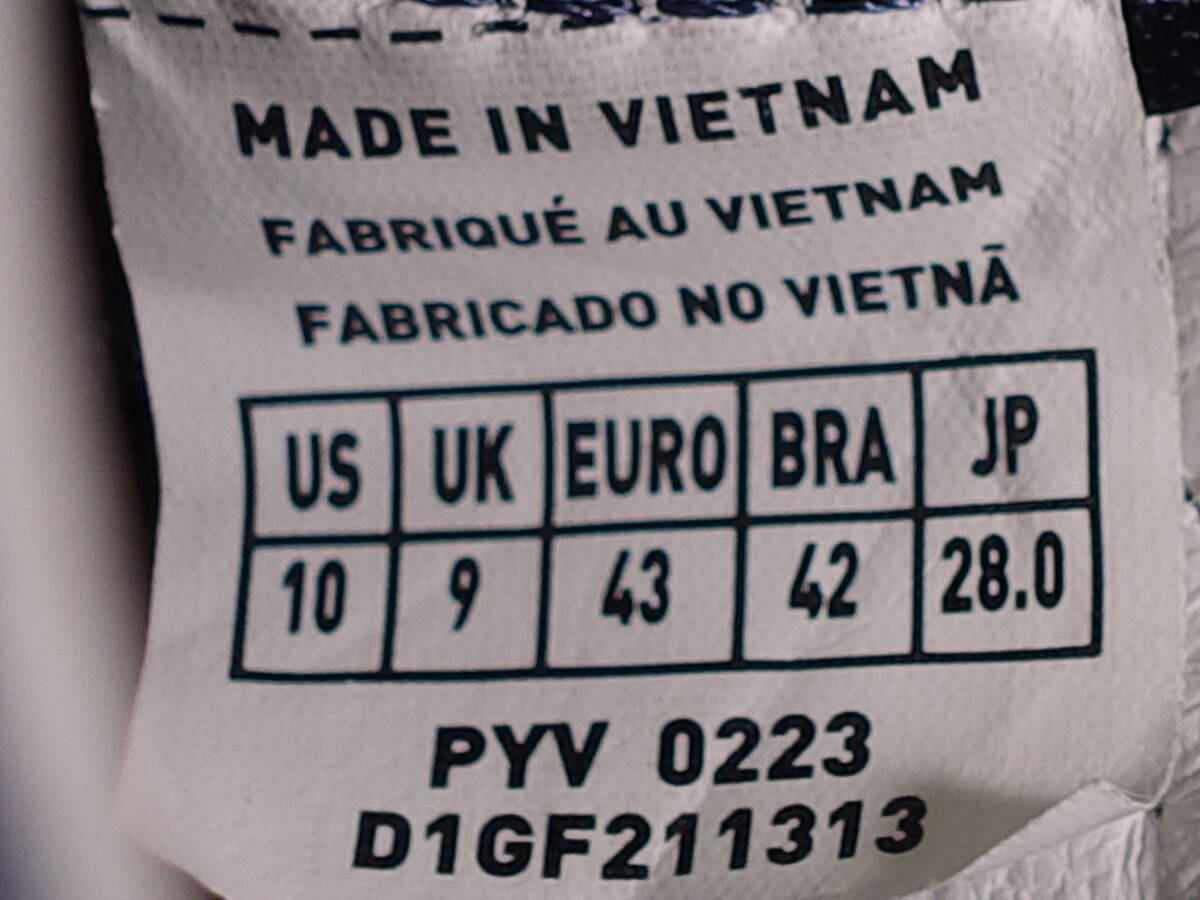 MADE IN VIETNAM
FABRIQUÉ AU VIETNAM
FABRICADO NO VIETNÃ
US UK EURO BRA JP
10 9 43 42 28.0
PYV 0223
D1GF211313